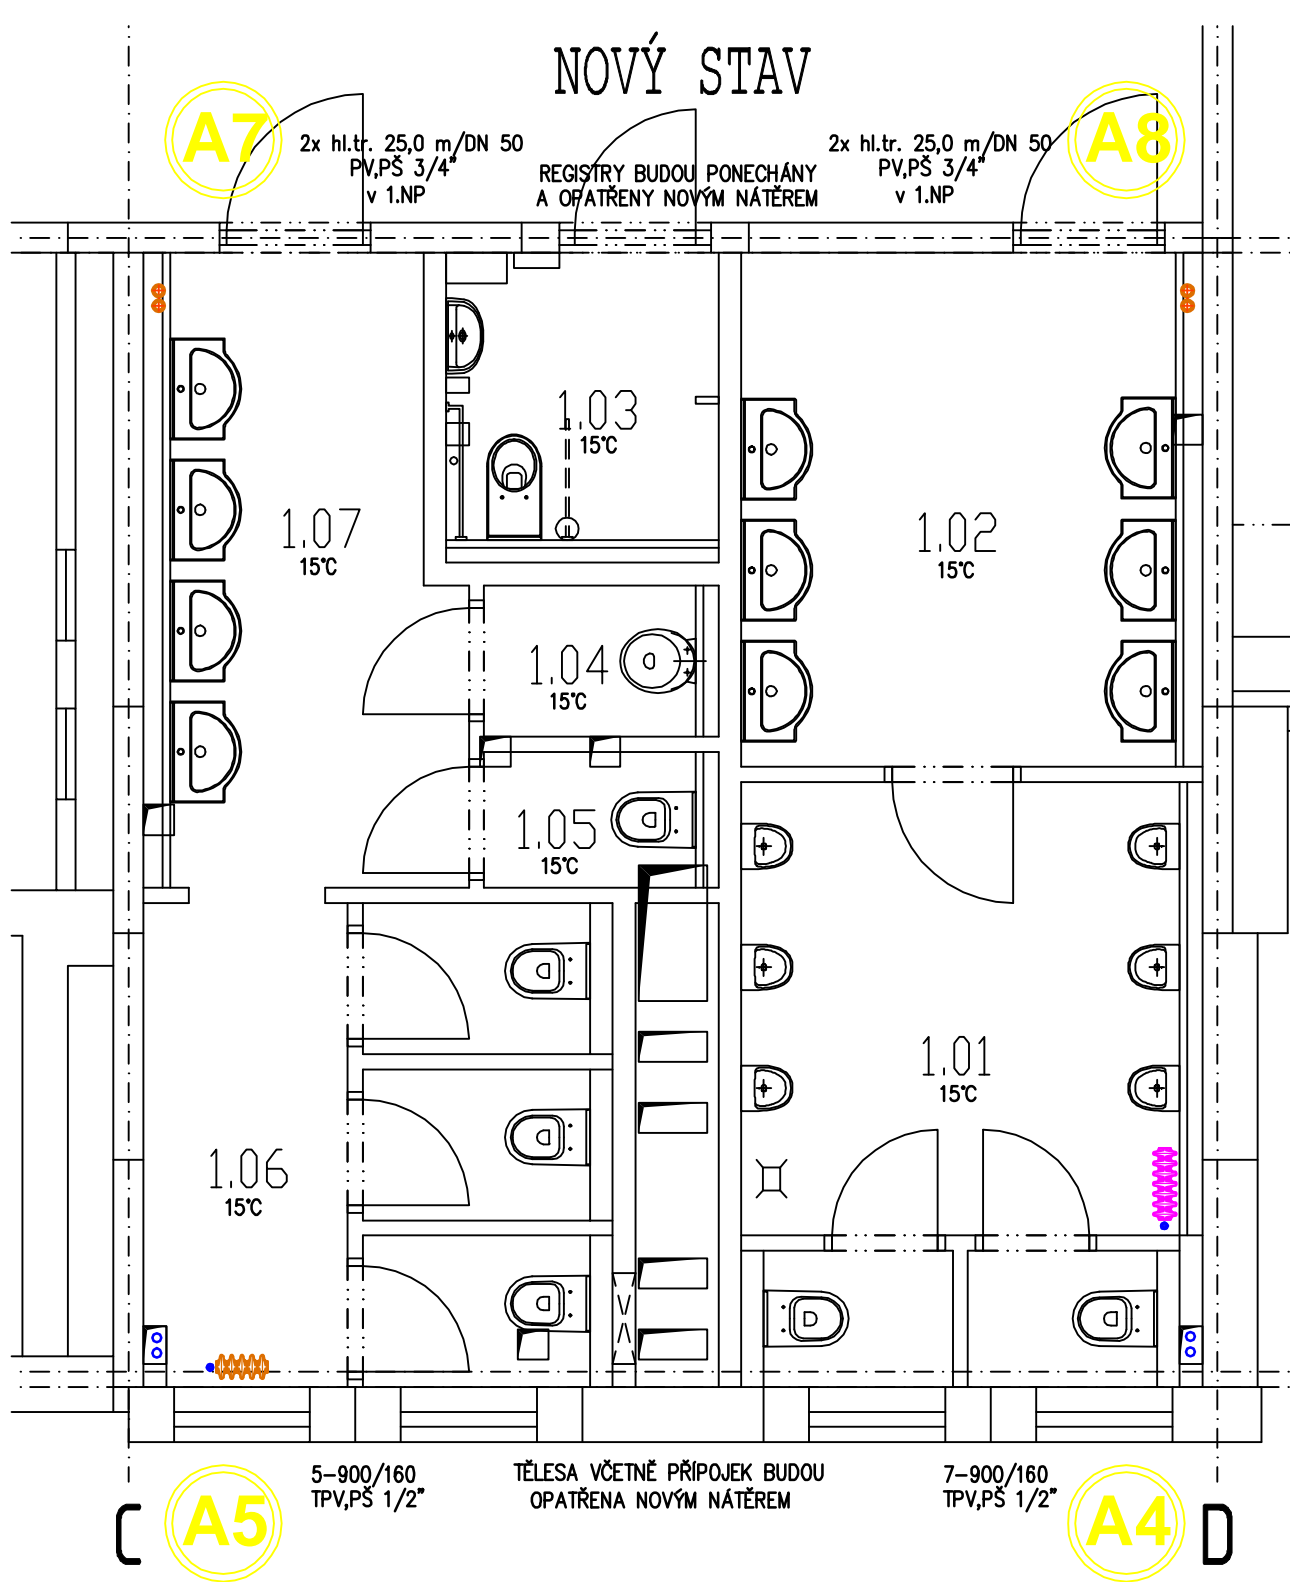 NOVÝ STAV
A7
2x hl.tr. 25,0 m/DN 50
PV,PŠ 3/4"
v 1.NP
REGISTRY BUDOU PONECHÁNY
A OPATŘENY NOVÝM NÁTĚREM
2x hl.tr. 25,0 m/DN 50
PV,PŠ 3/4"
v 1.NP
A8
1.03
15°C
1.07
15°C
1.02
15°C
1.04
15°C
1.05
15°C
1.01
15°C
1.06
15°C
5-900/160
TPV,PŠ 1/2"
TĚLESA VČETNĚ PŘÍPOJEK BUDOU
OPATŘENA NOVÝM NÁTĚREM
7-900/160
TPV,PŠ 1/2"
C
A5
A4
D